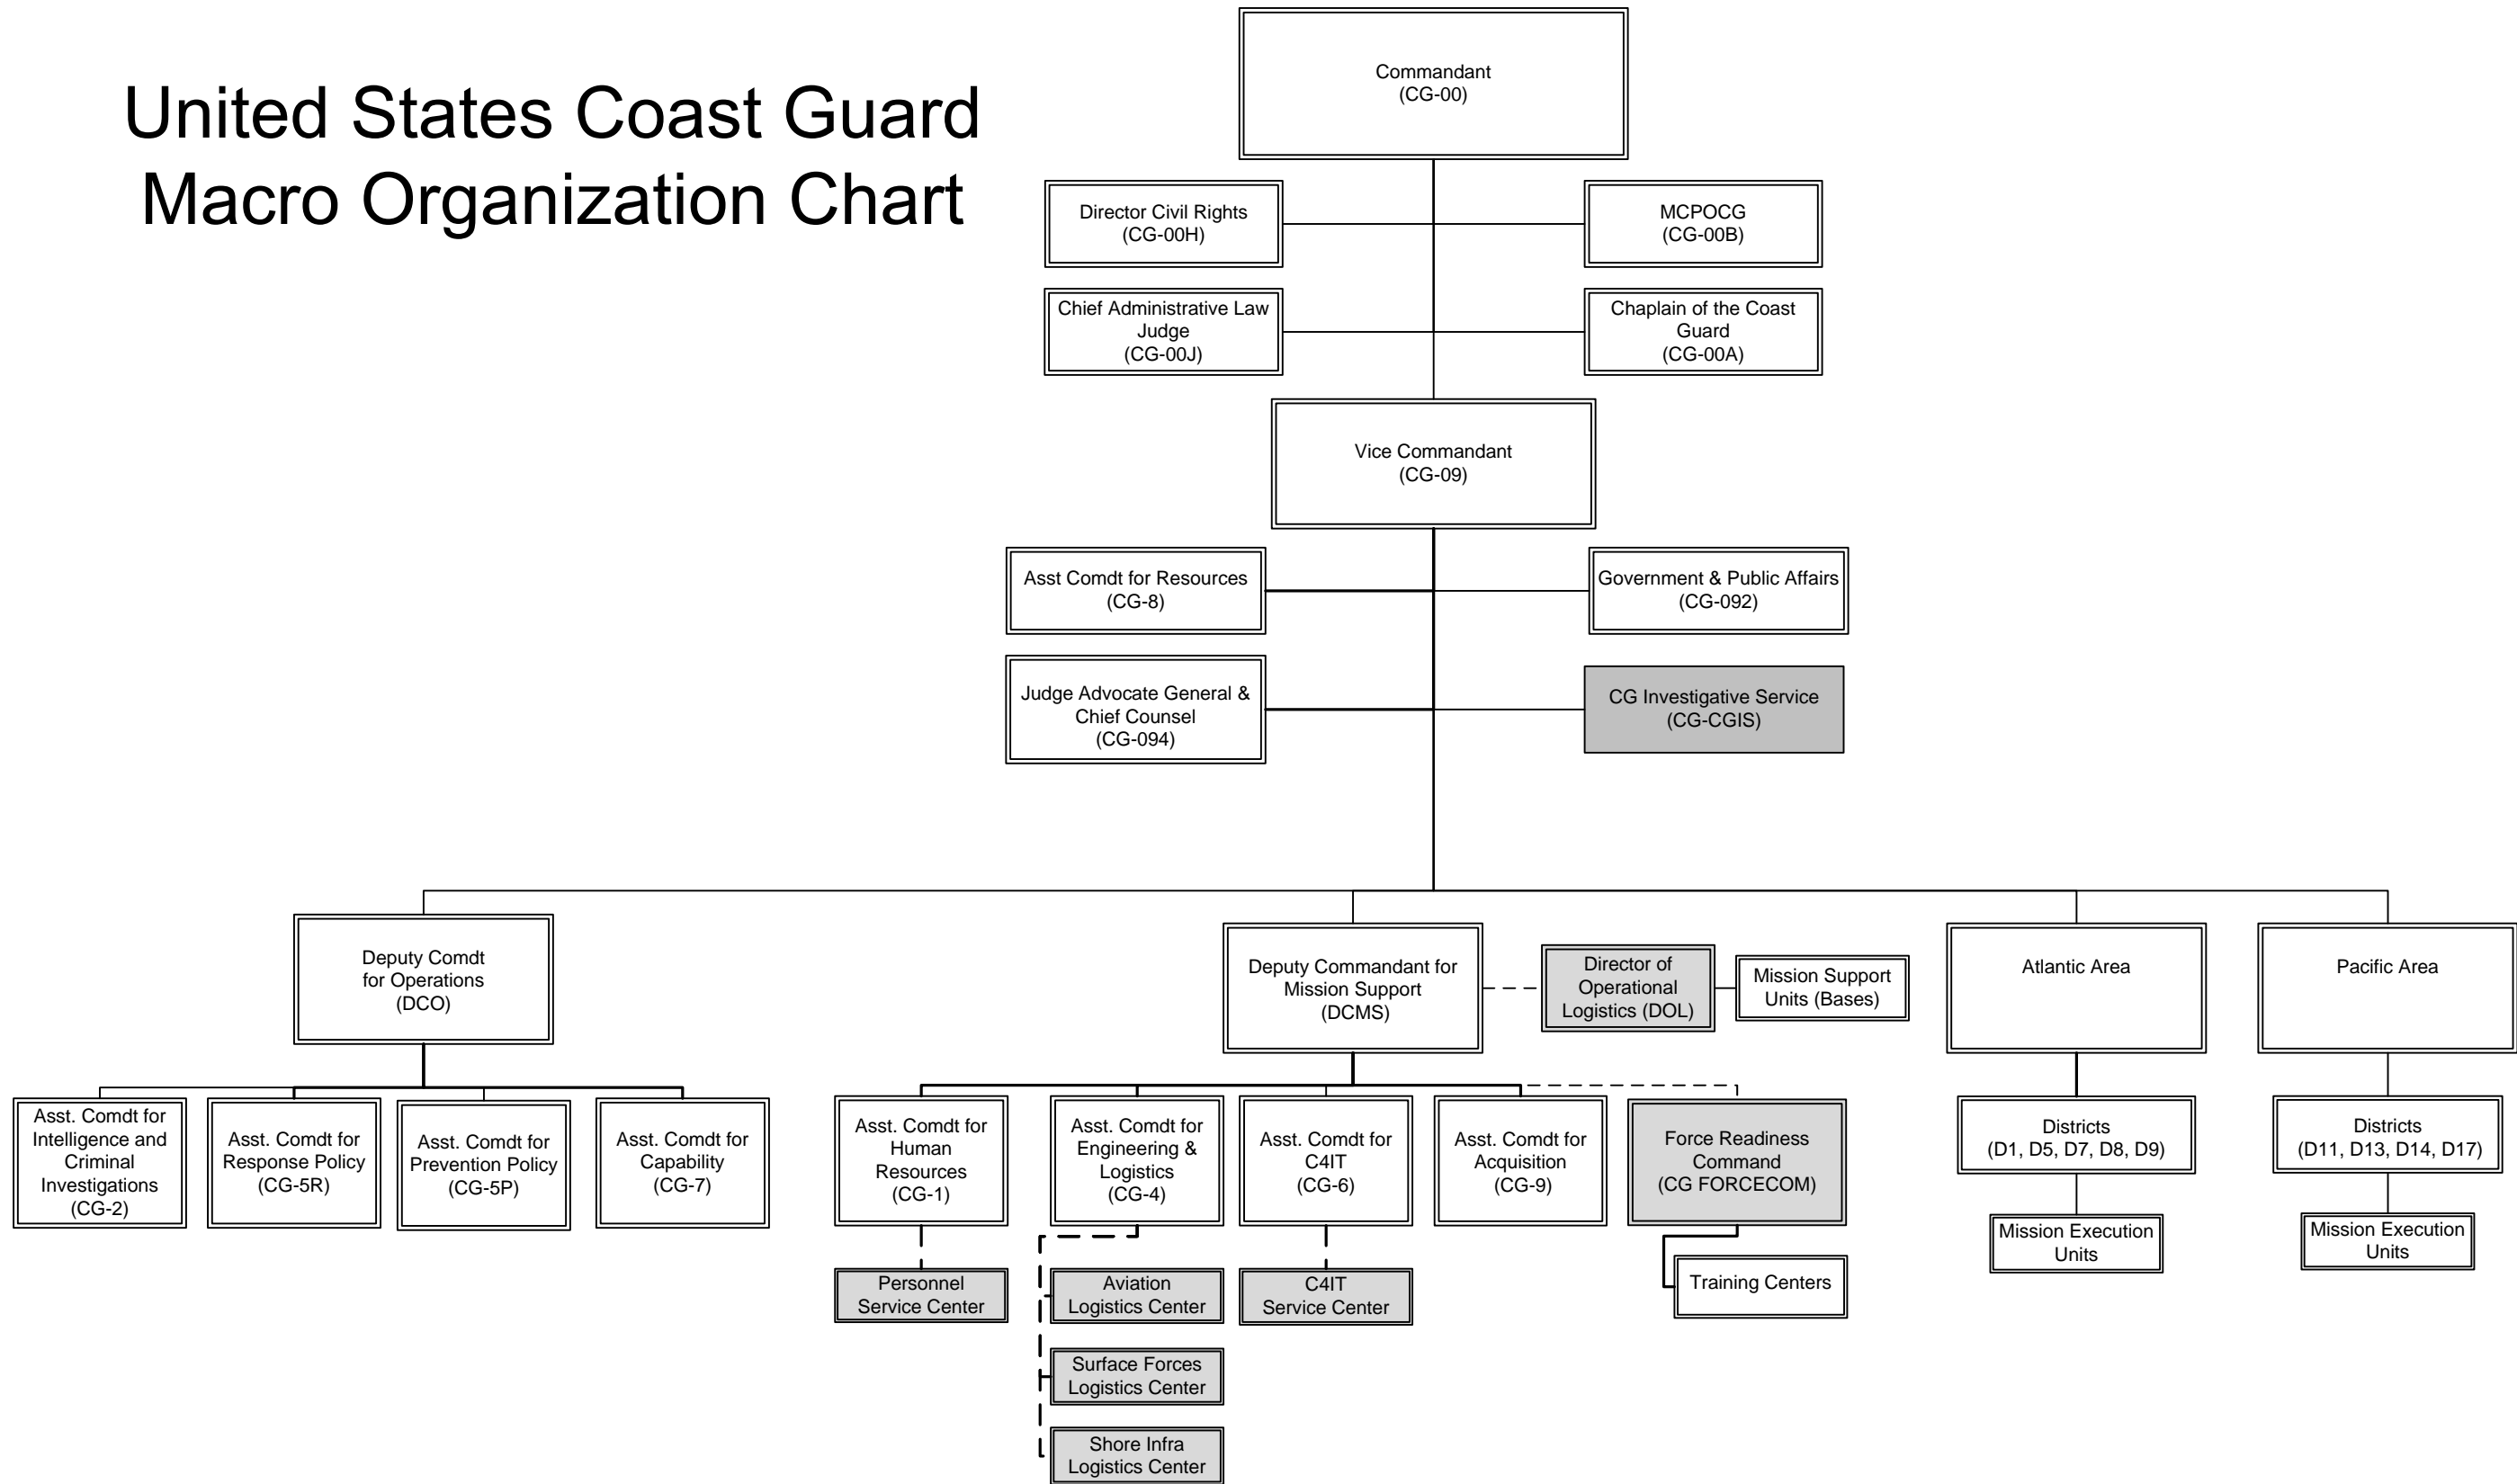 United States Coast Guard
Macro Organization Chart
Commandant
(CG-00)
Director Civil Rights
(CG-00H)
MCPOCG
(CG-00B)
Chief Administrative Law
Judge
(CG-00J)
Chaplain of the Coast
Guard
(CG-00A)
Vice Commandant
(CG-09)
Asst Comdt for Resources
(CG-8)
Government & Public Affairs
(CG-092)
Judge Advocate General &
Chief Counsel
(CG-094)
CG Investigative Service
(CG-CGIS)
Deputy Comdt
for Operations
(DCO)
Deputy Commandant for
Mission Support
(DCMS)
Director of
Operational
Logistics (DOL)
Mission Support
Units (Bases)
Atlantic Area
Pacific Area
Asst. Comdt for
Intelligence and
Criminal
Investigations
(CG-2)
Asst. Comdt for
Response Policy
(CG-5R)
Asst. Comdt for
Prevention Policy
(CG-5P)
Asst. Comdt for
Capability
(CG-7)
Asst. Comdt for
Human
Resources
(CG-1)
Asst. Comdt for
Engineering &
Logistics
(CG-4)
Asst. Comdt for
C4IT
(CG-6)
Asst. Comdt for
Acquisition
(CG-9)
Force Readiness
Command
(CG FORCECOM)
Districts
(D1, D5, D7, D8, D9)
Districts
(D11, D13, D14, D17)
Mission Execution
Units
Mission Execution
Units
Personnel
Service Center
Aviation
Logistics Center
C4IT
Service Center
Training Centers
Surface Forces
Logistics Center
Shore Infra
Logistics Center